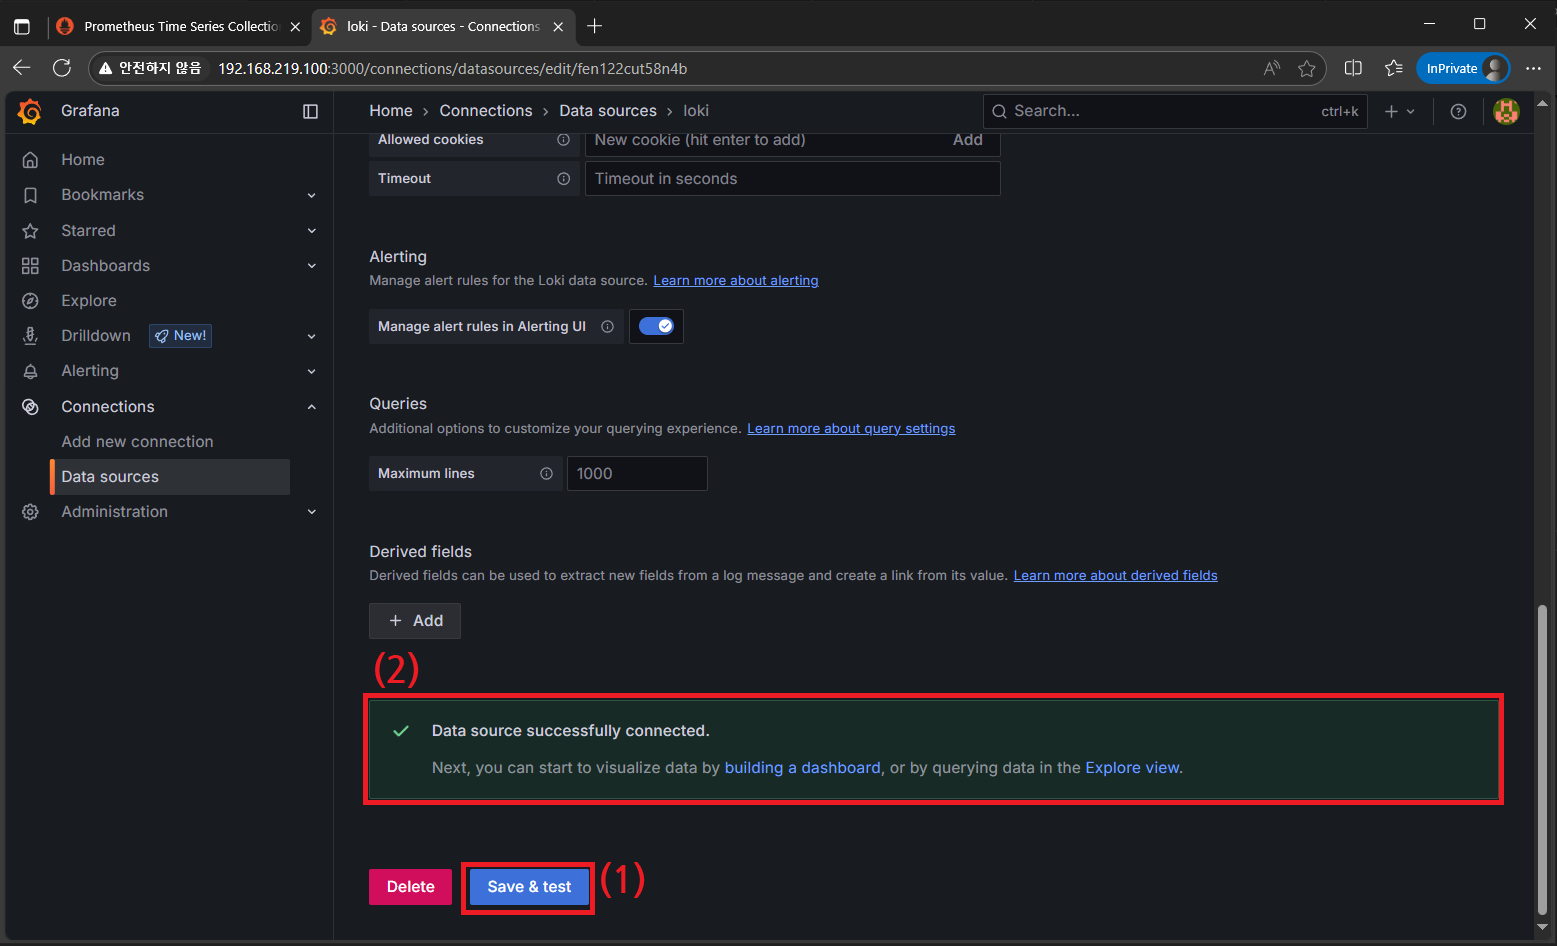 Prometheus Time Series Collectio
loki - Data sources - Connections
안전하지 않음 192.168.219.100:3000/connections/datasources/edit/fen122cut58n4b
InPrivate
Grafana
Home › Connections › Data sources › loki
Search... ctrl+k
Home
Bookmarks
Starred
Dashboards
Explore
Drilldown New!
Alerting
Connections
Add new connection
Data sources
Administration
Allowed cookies New cookie (hit enter to add) Add
Timeout Timeout in seconds
Alerting
Manage alert rules for the Loki data source. Learn more about alerting
Manage alert rules in Alerting UI
Queries
Additional options to customize your querying experience. Learn more about query settings
Maximum lines 1000
Derived fields
Derived fields can be used to extract new fields from a log message and create a link from its value. Learn more about derived fields
+ Add
(2)
Data source successfully connected.
Next, you can start to visualize data by building a dashboard, or by querying data in the Explore view.
Delete Save & test (1)